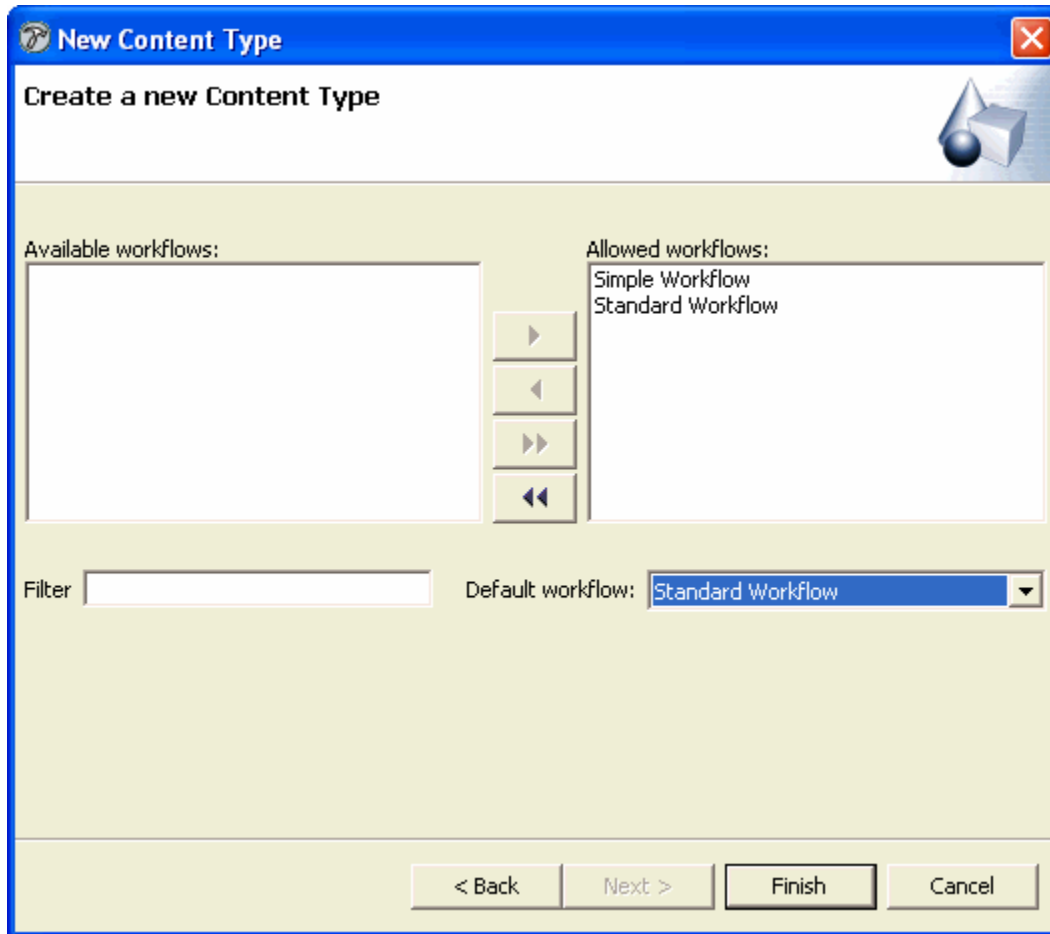 New Content Type
Create a new Content Type
Available workflows:
Allowed workflows:
Simple Workflow
Standard Workflow
Filter
Default workflow: Standard Workflow
< Back Next > Finish Cancel